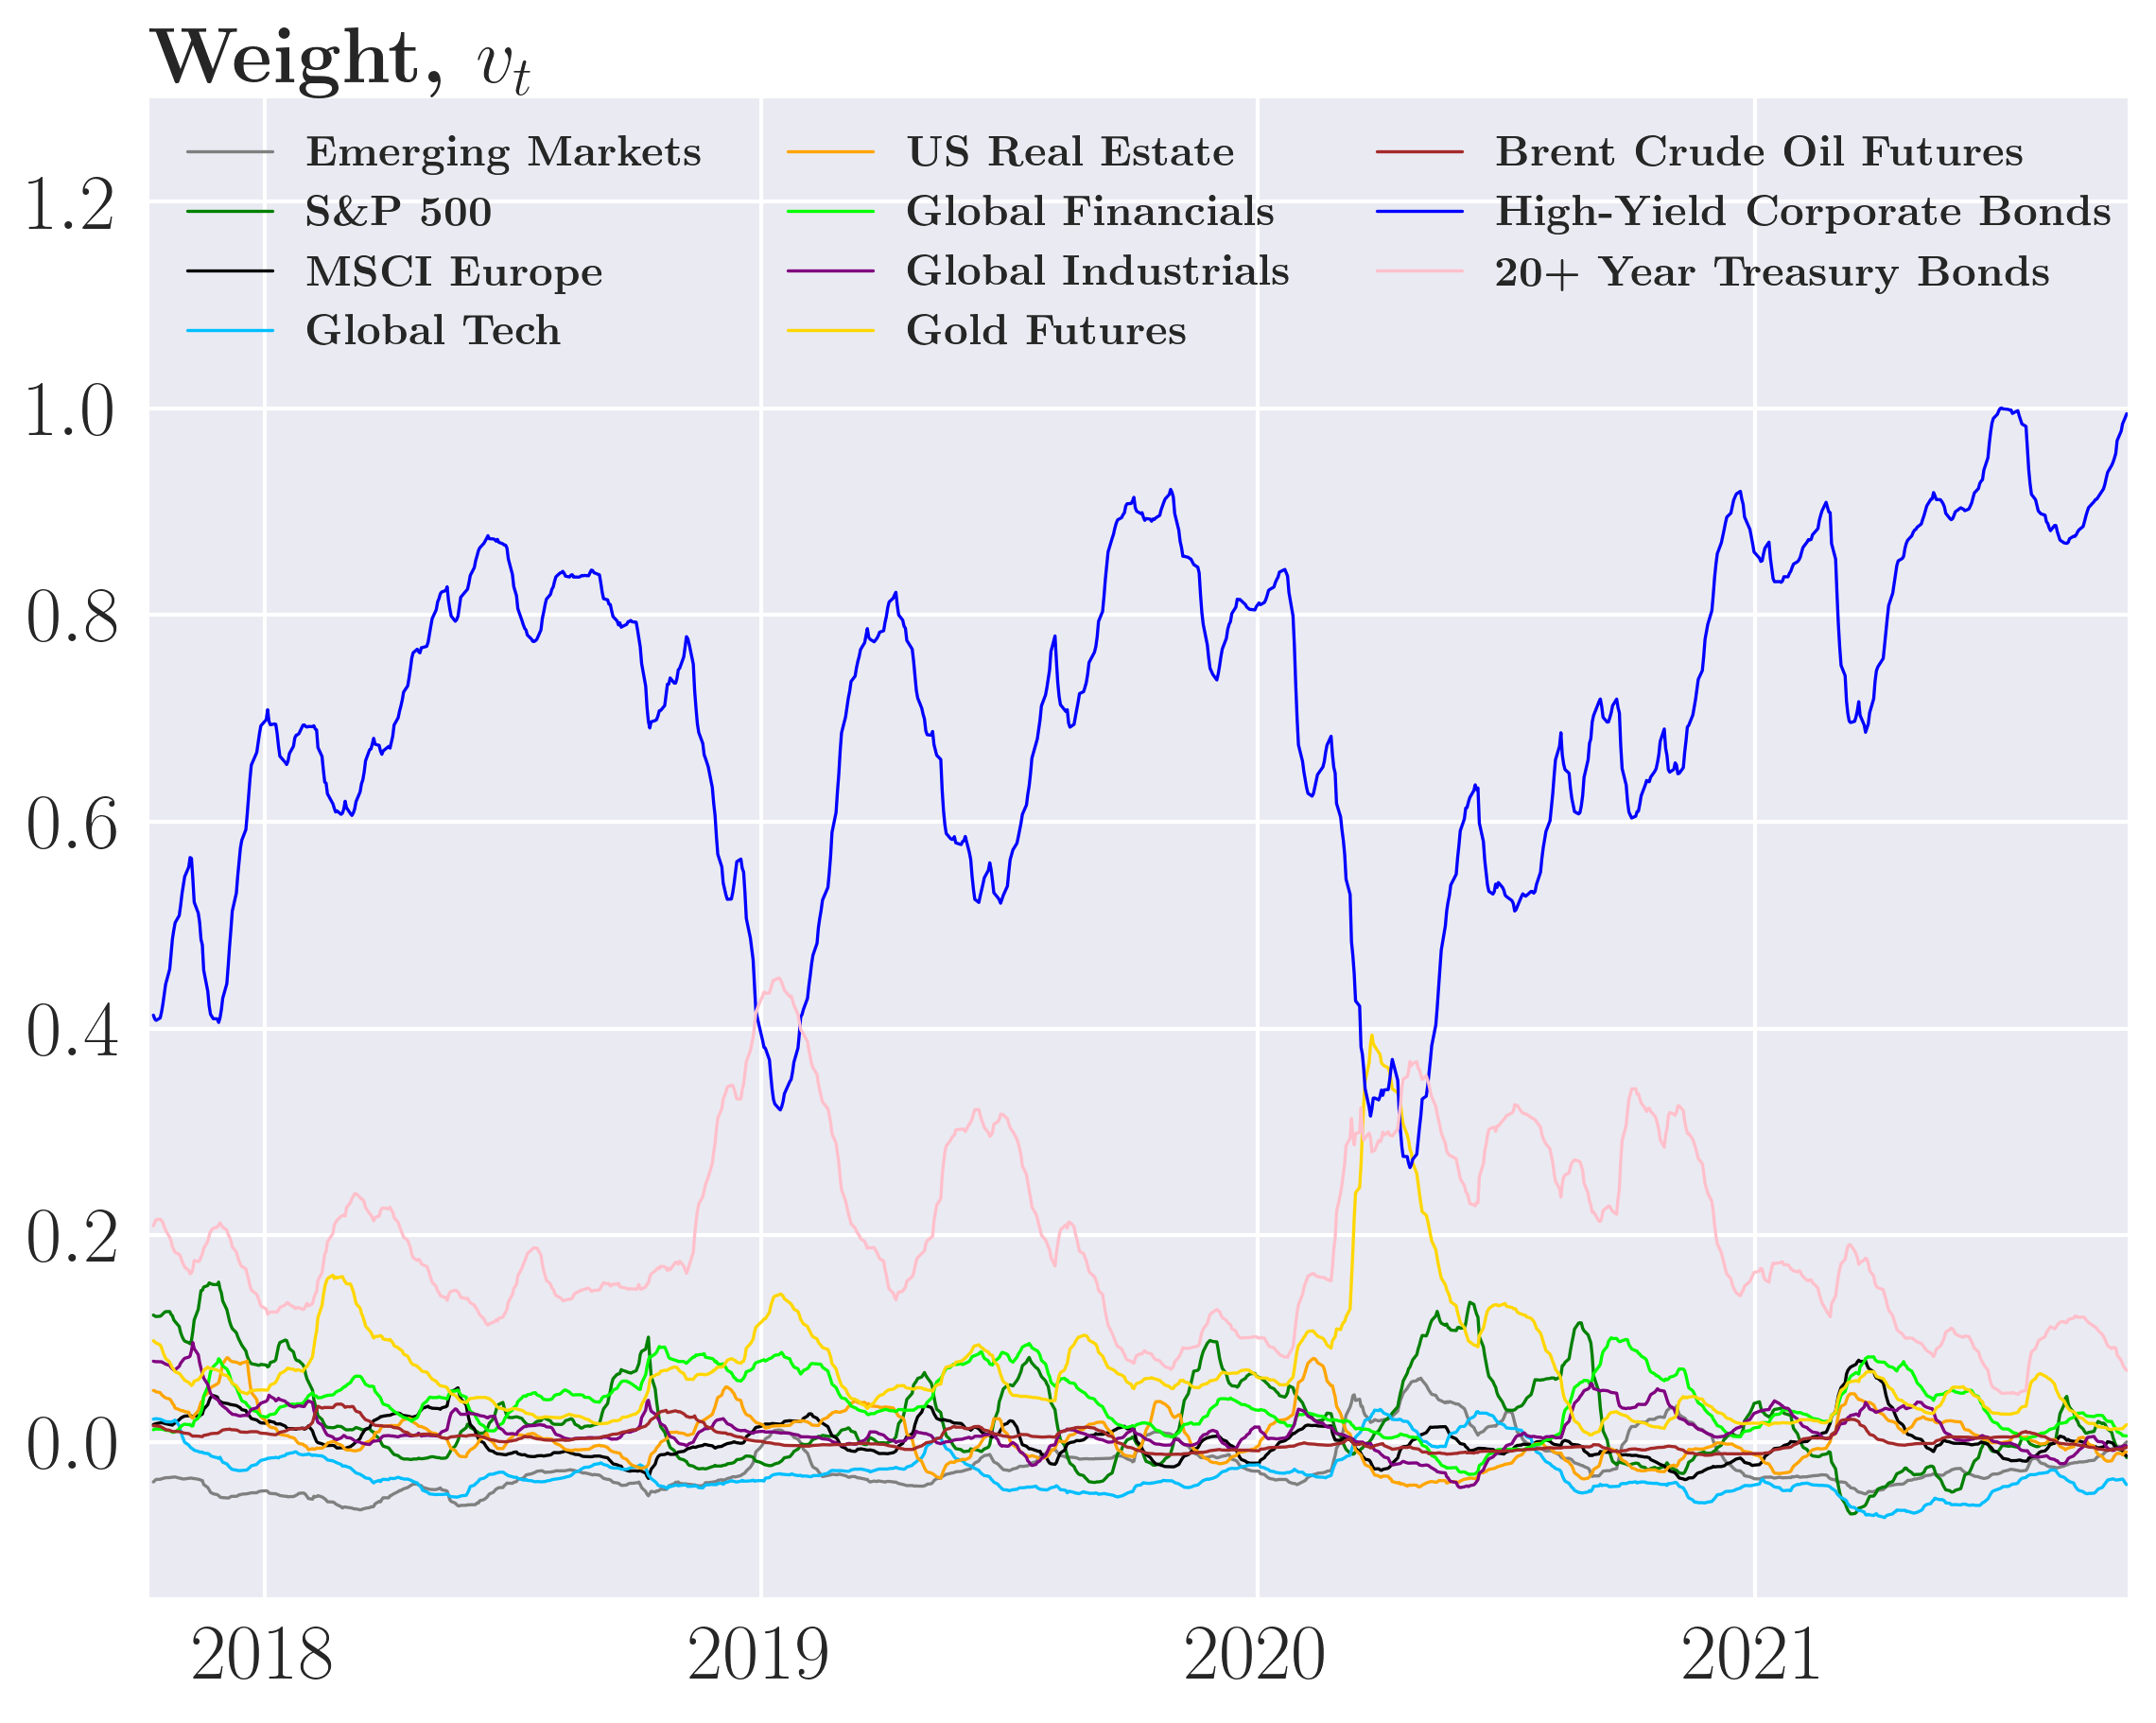 Weight, v_t
Emerging Markets
S&P 500
MSCI Europe
Global Tech
US Real Estate
Global Financials
Global Industrials
Gold Futures
Brent Crude Oil Futures
High-Yield Corporate Bonds
20+ Year Treasury Bonds
1.2
1.0
0.8
0.6
0.4
0.2
0.0
2018 2019 2020 2021